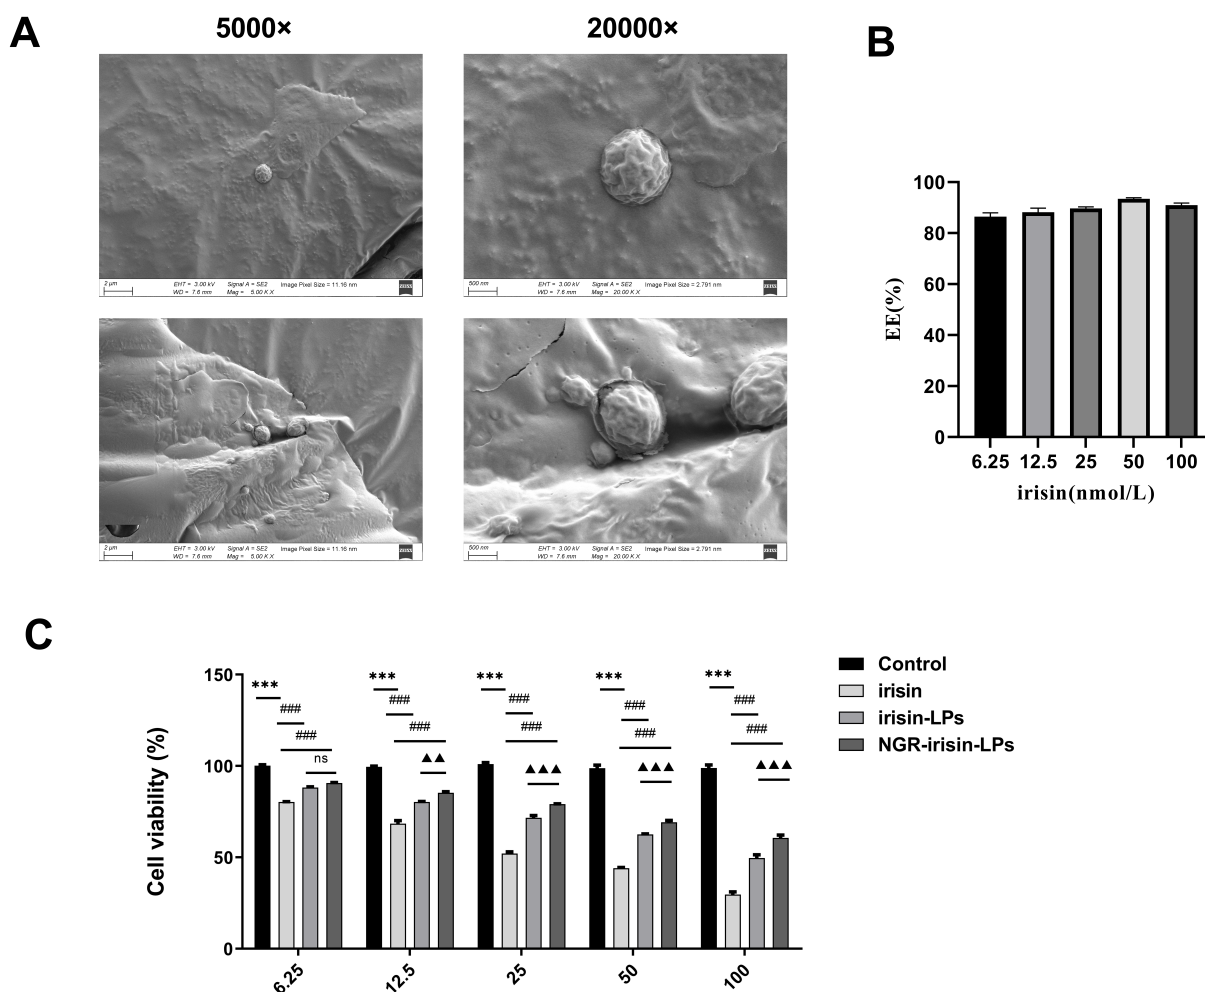 A
5000×
20000×
B
2 µm
EHT = 3.00 kV
Signal A = SE2
Image Pixel Size = 11.16 nm
WD = 7.6 mm
Mag = 5.00 K X
ZEISS
500 nm
EHT = 3.00 kV
Signal A = SE2
Image Pixel Size = 2.791 nm
WD = 7.6 mm
Mag = 20.00 K X
ZEISS
2 µm
EHT = 3.00 kV
Signal A = SE2
Image Pixel Size = 11.16 nm
WD = 7.6 mm
Mag = 5.00 K X
ZEISS
500 nm
EHT = 3.00 kV
Signal A = SE2
Image Pixel Size = 2.791 nm
WD = 7.6 mm
Mag = 20.00 K X
ZEISS
100
80
60
40
20
0
EE(%)
6.25 12.5 25 50 100
irisin(nmol/L)
C
150
100
50
0
Cell viability (%)
***
###
###
ns
***
###
###
▲▲
***
###
###
▲▲▲
***
###
###
▲▲▲
***
###
###
▲▲▲
6.25 12.5 25 50 100
Control
irisin
irisin-LPs
NGR-irisin-LPs